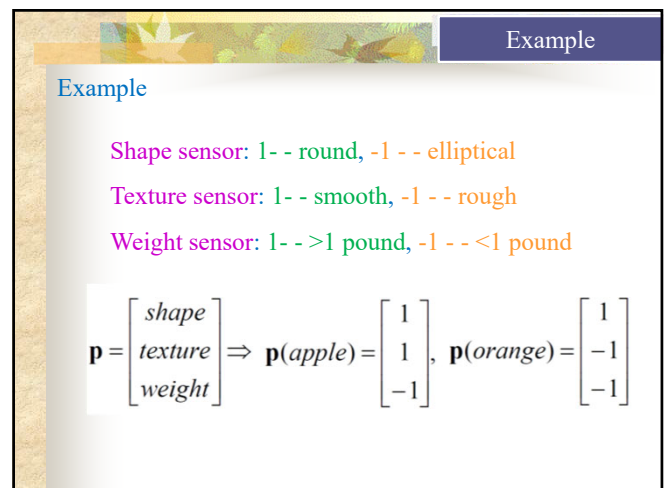 Example
Example
Shape sensor: 1- - round, -1 - - elliptical
Texture sensor: 1- - smooth, -1 - - rough
Weight sensor: 1- - >1 pound, -1 - - <1 pound
p = [shape texture weight] ⇒ p(apple) = [1 1 −1], p(orange) = [1 −1 −1]